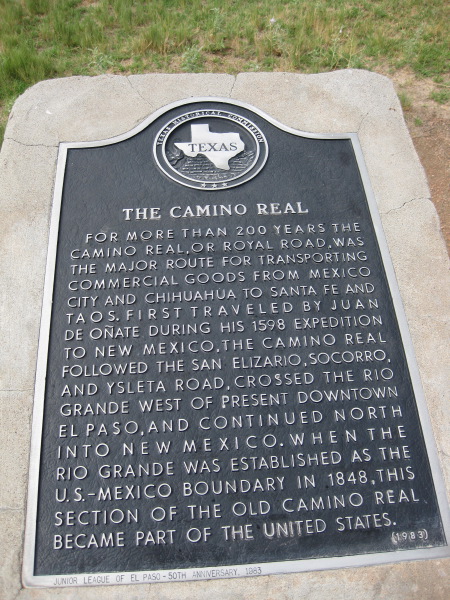 TEXAS HISTORICAL COMMISSION
TEXAS
THE CAMINO REAL
FOR MORE THAN 200 YEARS THE
CAMINO REAL, OR ROYAL ROAD, WAS
THE MAJOR ROUTE FOR TRANSPORTING
COMMERCIAL GOODS FROM MEXICO
CITY AND CHIHUAHUA TO SANTA FE AND
TAOS. FIRST TRAVELED BY JUAN
DE OÑATE DURING HIS 1598 EXPEDITION
TO NEW MEXICO, THE CAMINO REAL
FOLLOWED THE SAN ELIZARIO, SOCORRO,
AND YSLETA ROAD, CROSSED THE RIO
GRANDE WEST OF PRESENT DOWNTOWN
EL PASO, AND CONTINUED NORTH
INTO NEW MEXICO. WHEN THE
RIO GRANDE WAS ESTABLISHED AS THE
U.S.-MEXICO BOUNDARY IN 1848, THIS
SECTION OF THE OLD CAMINO REAL
BECAME PART OF THE UNITED STATES.
(1983)
JUNIOR LEAGUE OF EL PASO - 50TH ANNIVERSARY, 1983